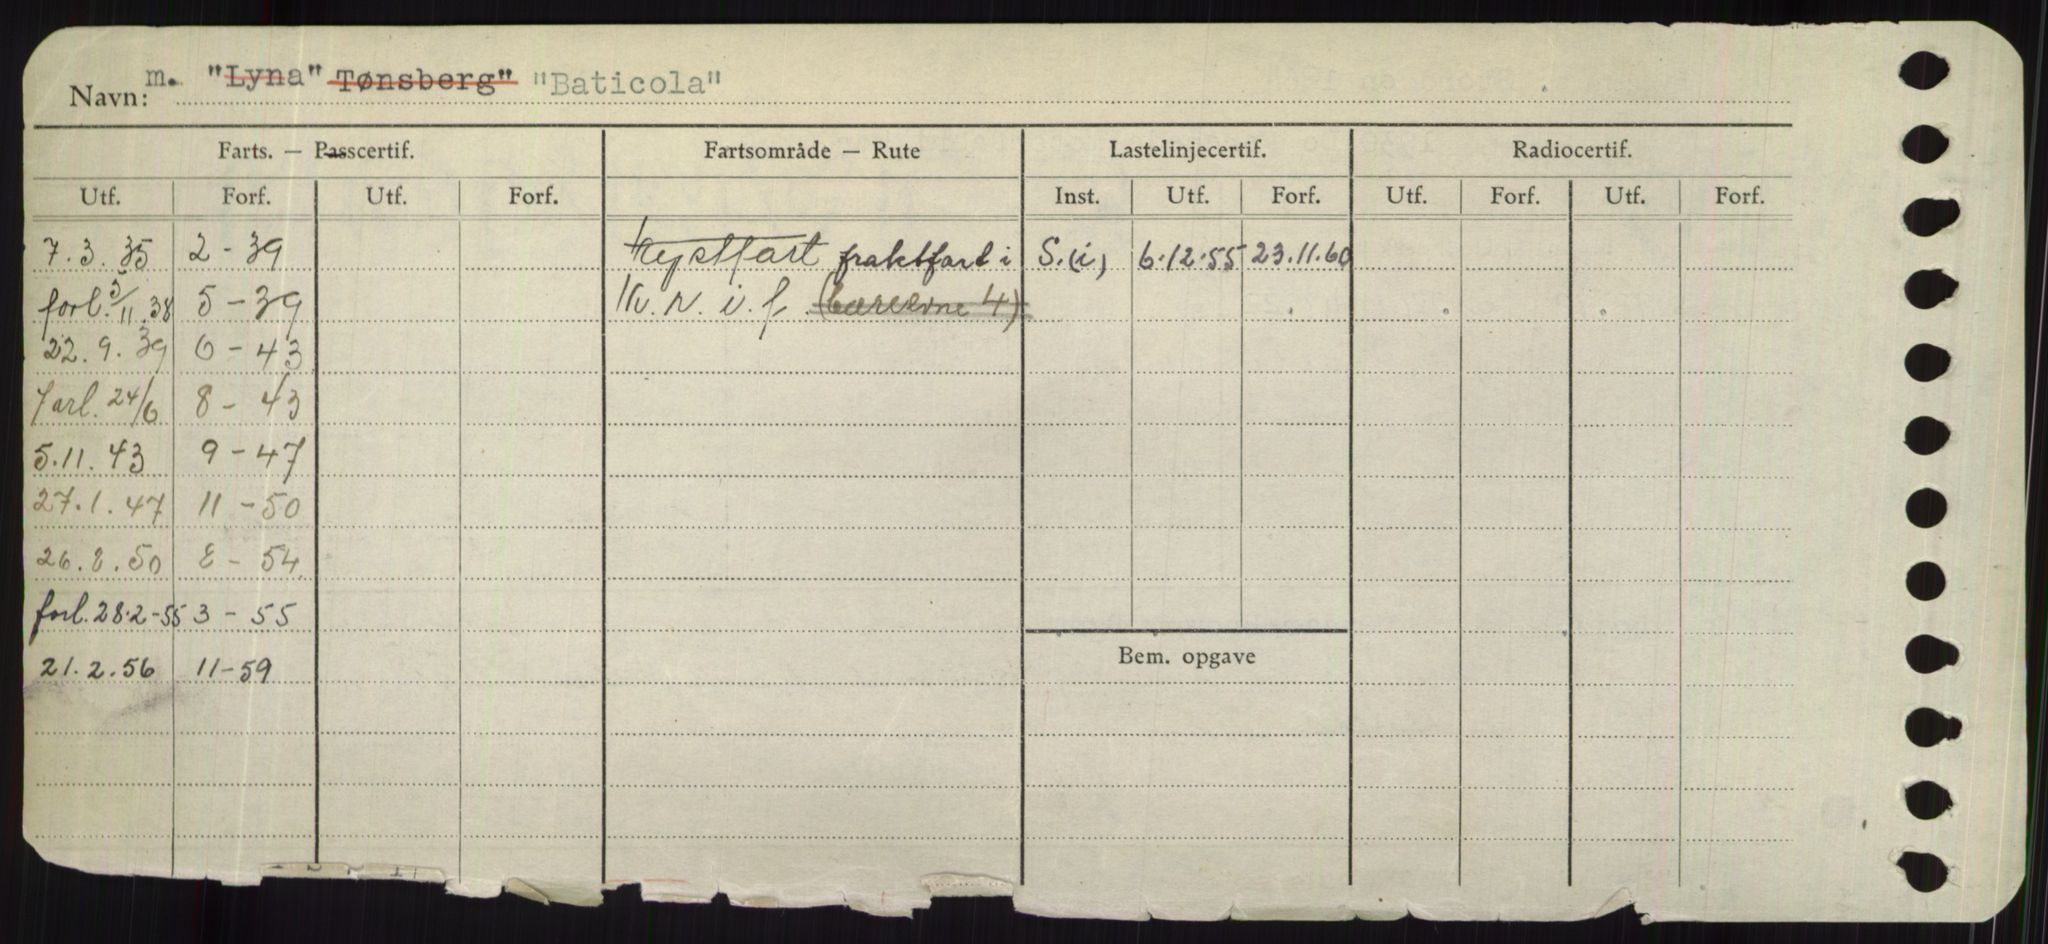 Navn: m. "Lyna" Tønsberg" "Baticola"
Farts. — Passcertif. Fartsområde — Rute Lastelinjecertif. Radiocertif.
Utf. Forf. Utf. Forf. Inst. Utf. Forf. Utf. Forf. Utf. Forf.
7.3.35 2-39 Kystfart fraktfart i S.(i) 6.12.55 23.11.60
forl. 5/11.38 5-39 K.N.i.f. (bæreevne 4)
22.9.39 6-43
forl. 24/6 8-43
5.11.43 9-47
27.1.47 11-50
26.8.50 8-54
forl. 28.2-55 3-55
21.2.56 11-59 Bem. opgave